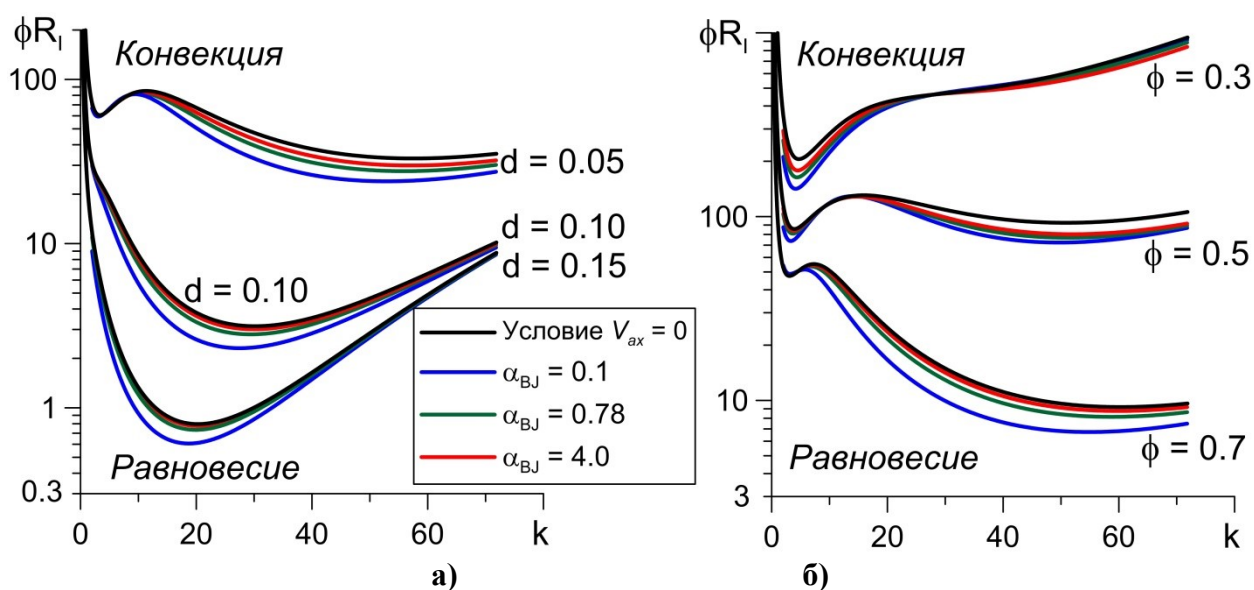 ϕR_l
Конвекция
100
d = 0.05
10
d = 0.10
d = 0.10
d = 0.15
Условие V_ax = 0
α_BJ = 0.1
α_BJ = 0.78
α_BJ = 4.0
1
Равновесие
0.3
0 20 40 60 k
а)
ϕR_l
Конвекция
ϕ = 0.3
100
ϕ = 0.5
10
ϕ = 0.7
Равновесие
3
0 20 40 60 k
б)